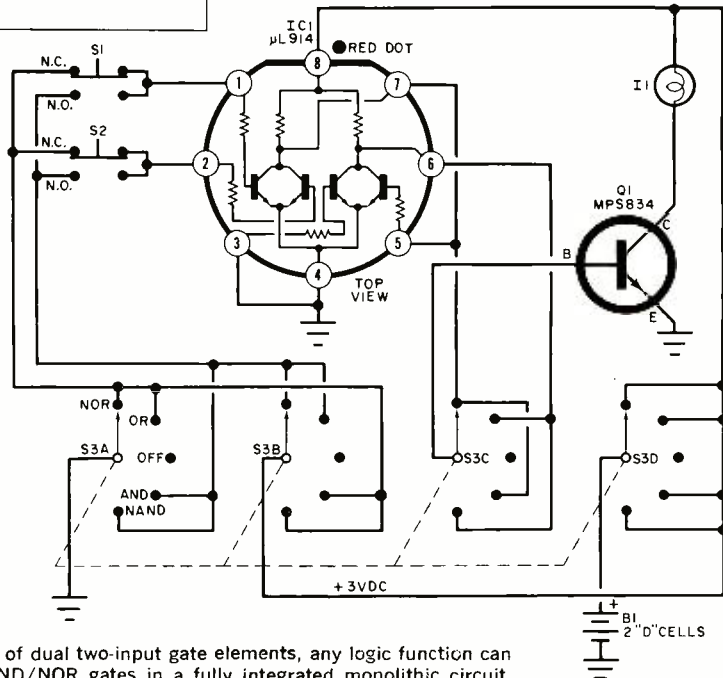 IC1
µL914
RED DOT
N.C.
S1
N.O.
N.C.
S2
N.O.
8
1
7
2
6
3
5
4
TOP
VIEW
I1
Q1
MPS834
B
C
E
NOR
OR
S3A
OFF
AND
NAND
S3B
S3C
S3D
+3VDC
+
B1
2 "D" CELLS
of dual two-input gate elements, any logic function can
ND/NOR gates in a fully integrated monolithic circuit.